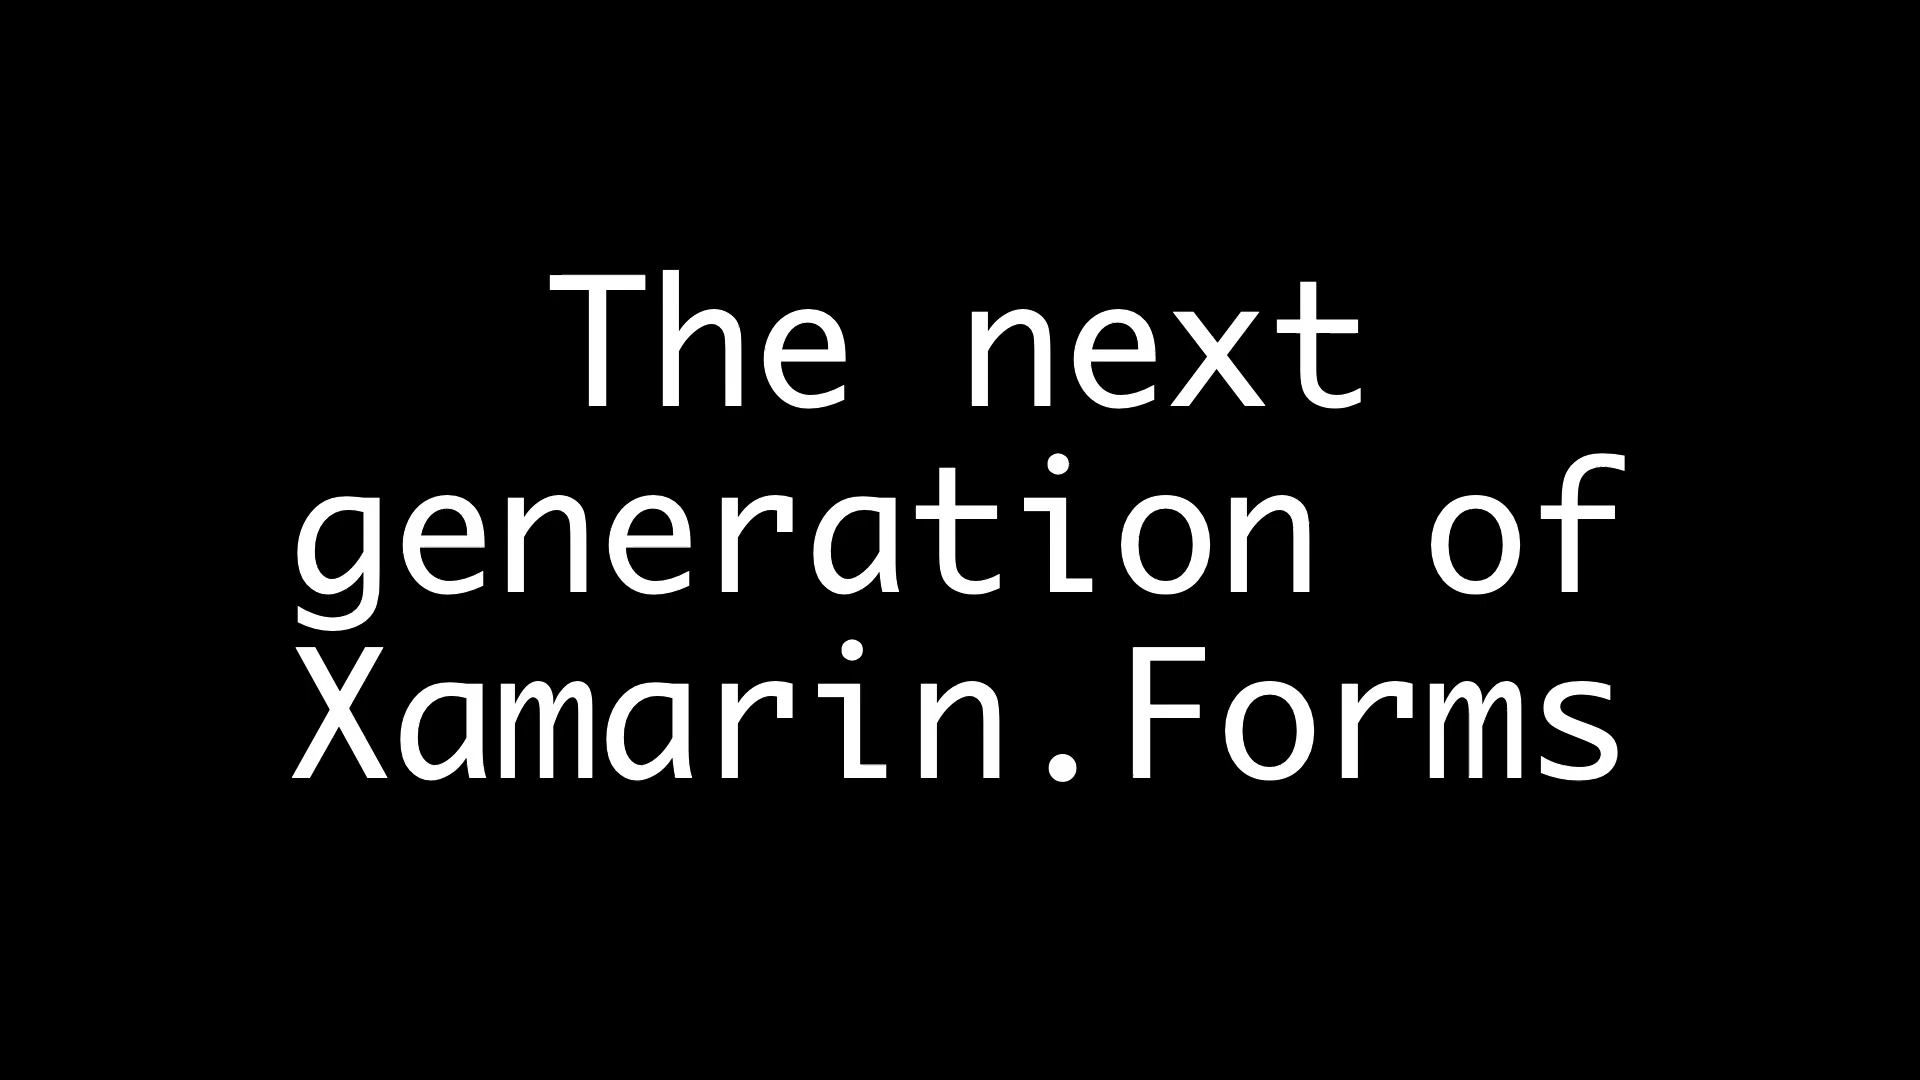 The next
generation of
Xamarin.Forms